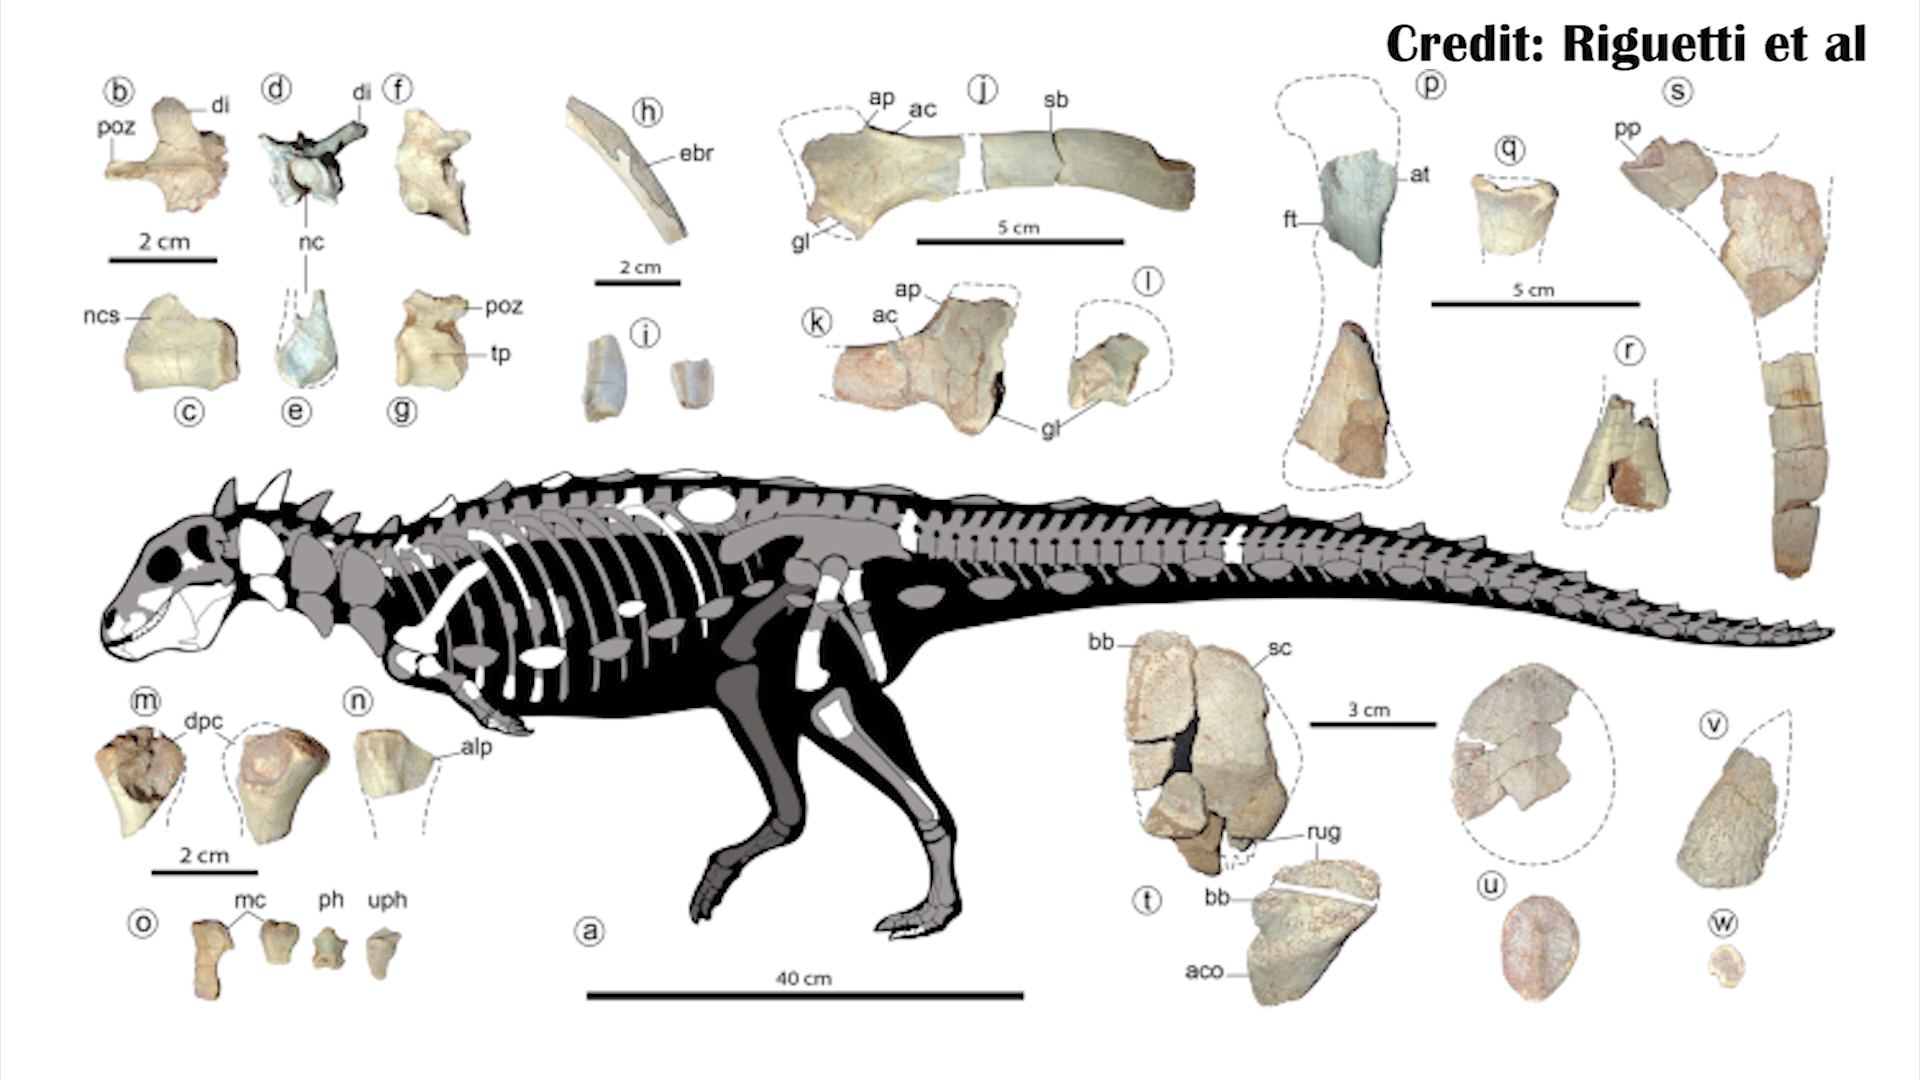 Credit: Riguetti et al
b
d
di
f
di
poz
h
ebr
ap
ac
j
sb
p
s
pp
q
at
ft
2 cm
nc
gl
5 cm
2 cm
l
5 cm
ncs
poz
tp
i
ap
ac
k
r
c
e
g
gl
m
dpc
n
alp
bb
sc
3 cm
v
2 cm
rug
o
mc
ph
uph
a
t
bb
u
w
aco
40 cm